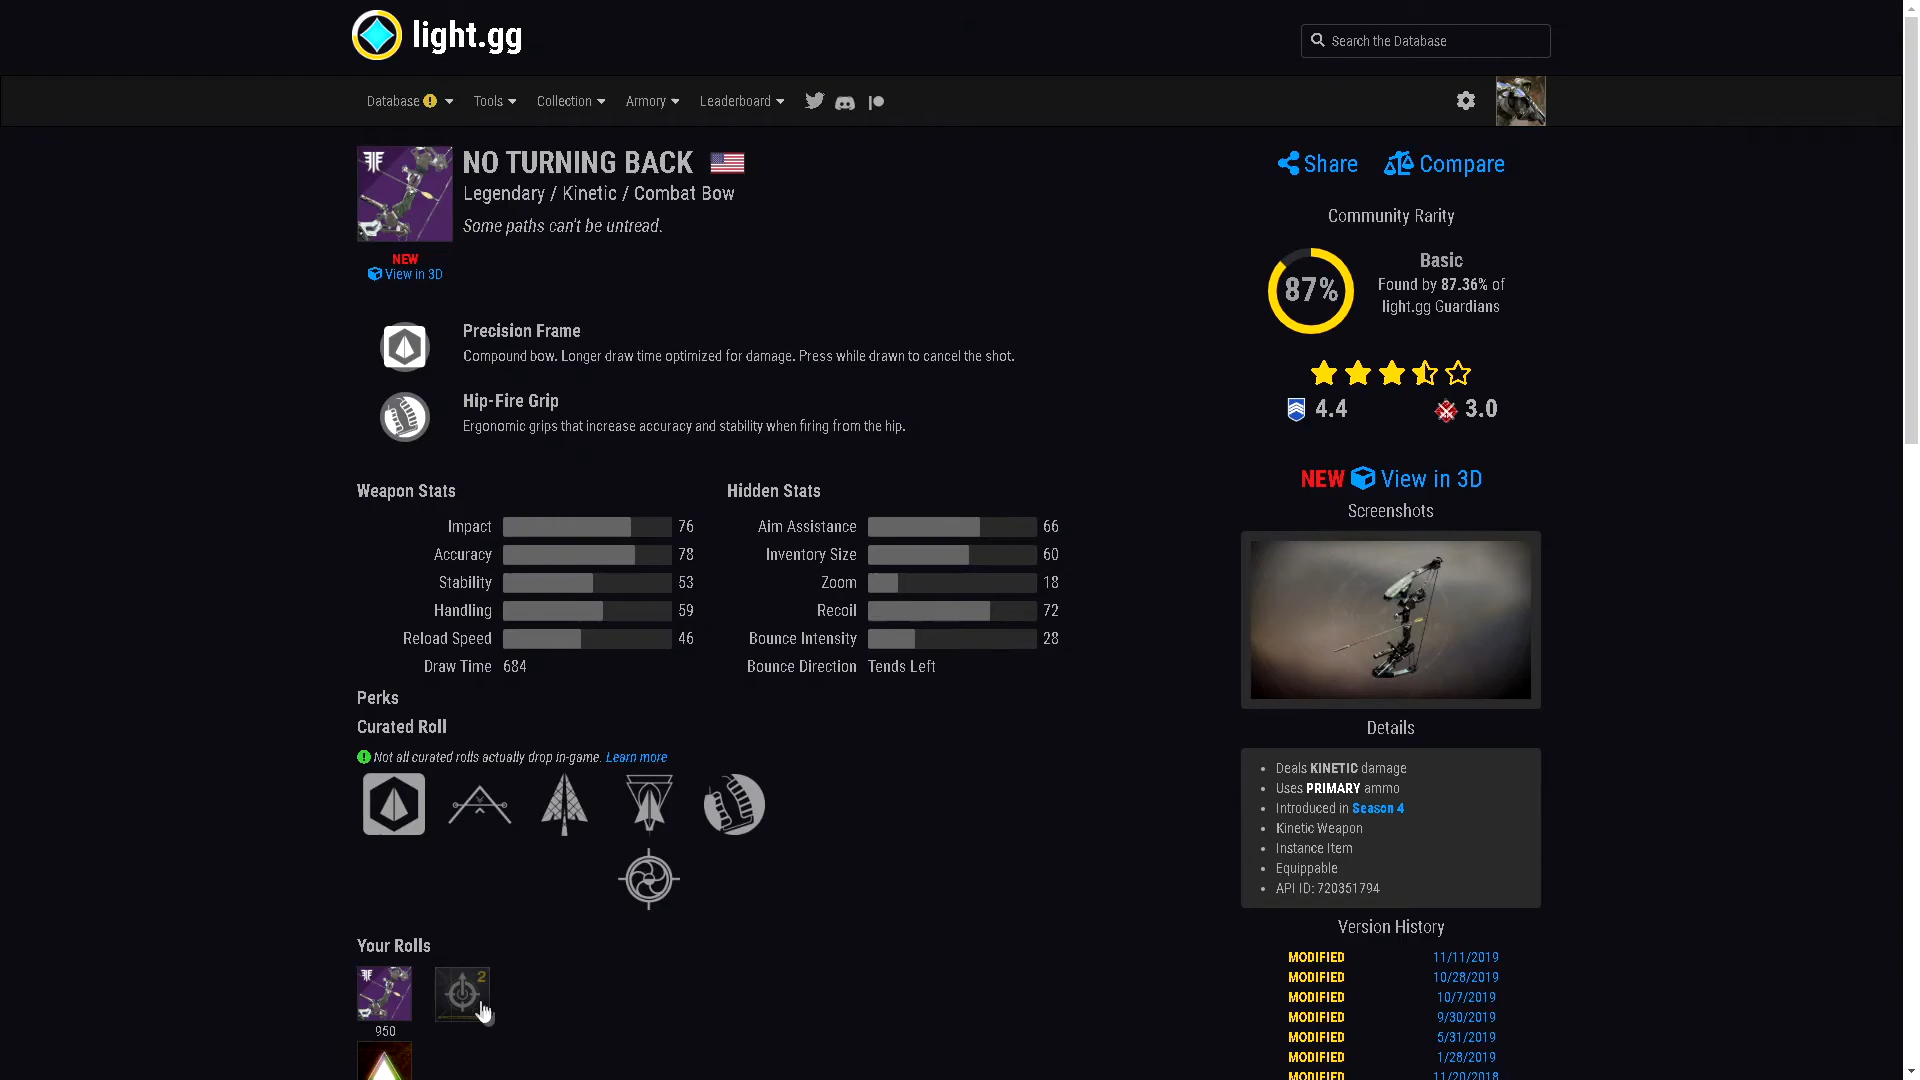 light.gg
Search the Database
Database Tools Collection Armory Leaderboard
NO TURNING BACK
Legendary / Kinetic / Combat Bow
Some paths can't be untread.
NEW
View in 3D
Share Compare
Community Rarity
87%
Basic
Found by 87.36% of
light.gg Guardians
4.4 3.0
NEW View in 3D
Screenshots
Precision Frame
Compound bow. Longer draw time optimized for damage. Press while drawn to cancel the shot.
Hip-Fire Grip
Ergonomic grips that increase accuracy and stability when firing from the hip.
Weapon Stats
Impact 76
Accuracy 78
Stability 53
Handling 59
Reload Speed 46
Draw Time 684
Hidden Stats
Aim Assistance 66
Inventory Size 60
Zoom 18
Recoil 72
Bounce Intensity 28
Bounce Direction Tends Left
Perks
Curated Roll
Not all curated rolls actually drop in-game. Learn more
Your Rolls
2
950
Details
Deals KINETIC damage
Uses PRIMARY ammo
Introduced in Season 4
Kinetic Weapon
Instance Item
Equippable
API ID: 720351794
Version History
MODIFIED 11/11/2019
MODIFIED 10/28/2019
MODIFIED 10/7/2019
MODIFIED 9/30/2019
MODIFIED 5/31/2019
MODIFIED 1/28/2019
MODIFIED 11/20/2018